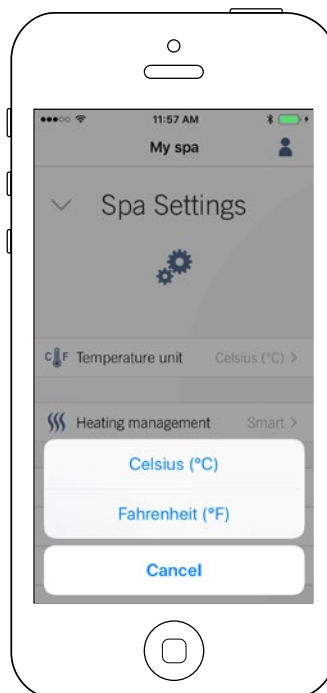 11:57 AM
My spa
Spa Settings
C F Temperature unit Celsius (°C) >
Heating management Smart >
Celsius (°C)
Fahrenheit (°F)
Cancel